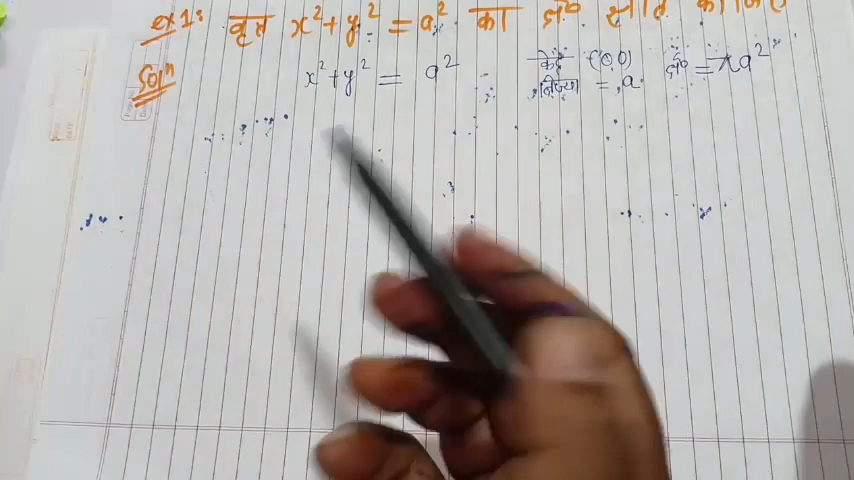 ex 1: वृत्त x² + y² = a² का क्षे० ज्ञात कीजिए
Solⁿ x² + y² = a² केंद्र (0,0) क्षे० = πa²
त्रिज्या = a